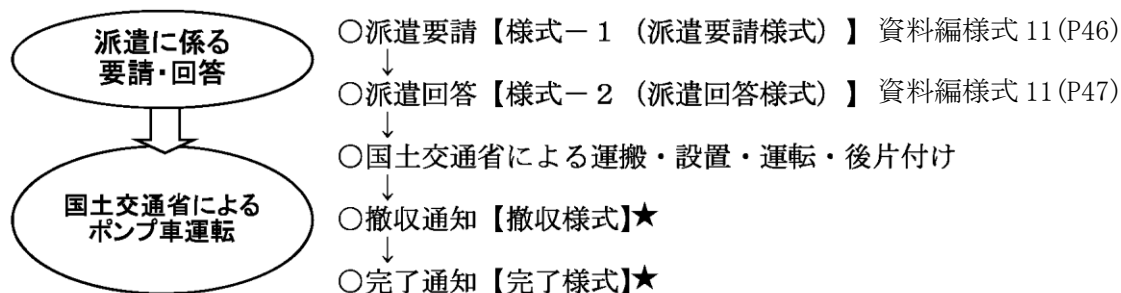 派遣に係る
要請・回答
○派遣要請【様式－１（派遣要請様式）】 資料編様式 11(P46)
↓
○派遣回答【様式－２（派遣回答様式）】 資料編様式 11(P47)
↓
○国土交通省による運搬・設置・運転・後片付け
↓
国土交通省による
ポンプ車運転
○撤収通知【撤収様式】★
↓
○完了通知【完了様式】★